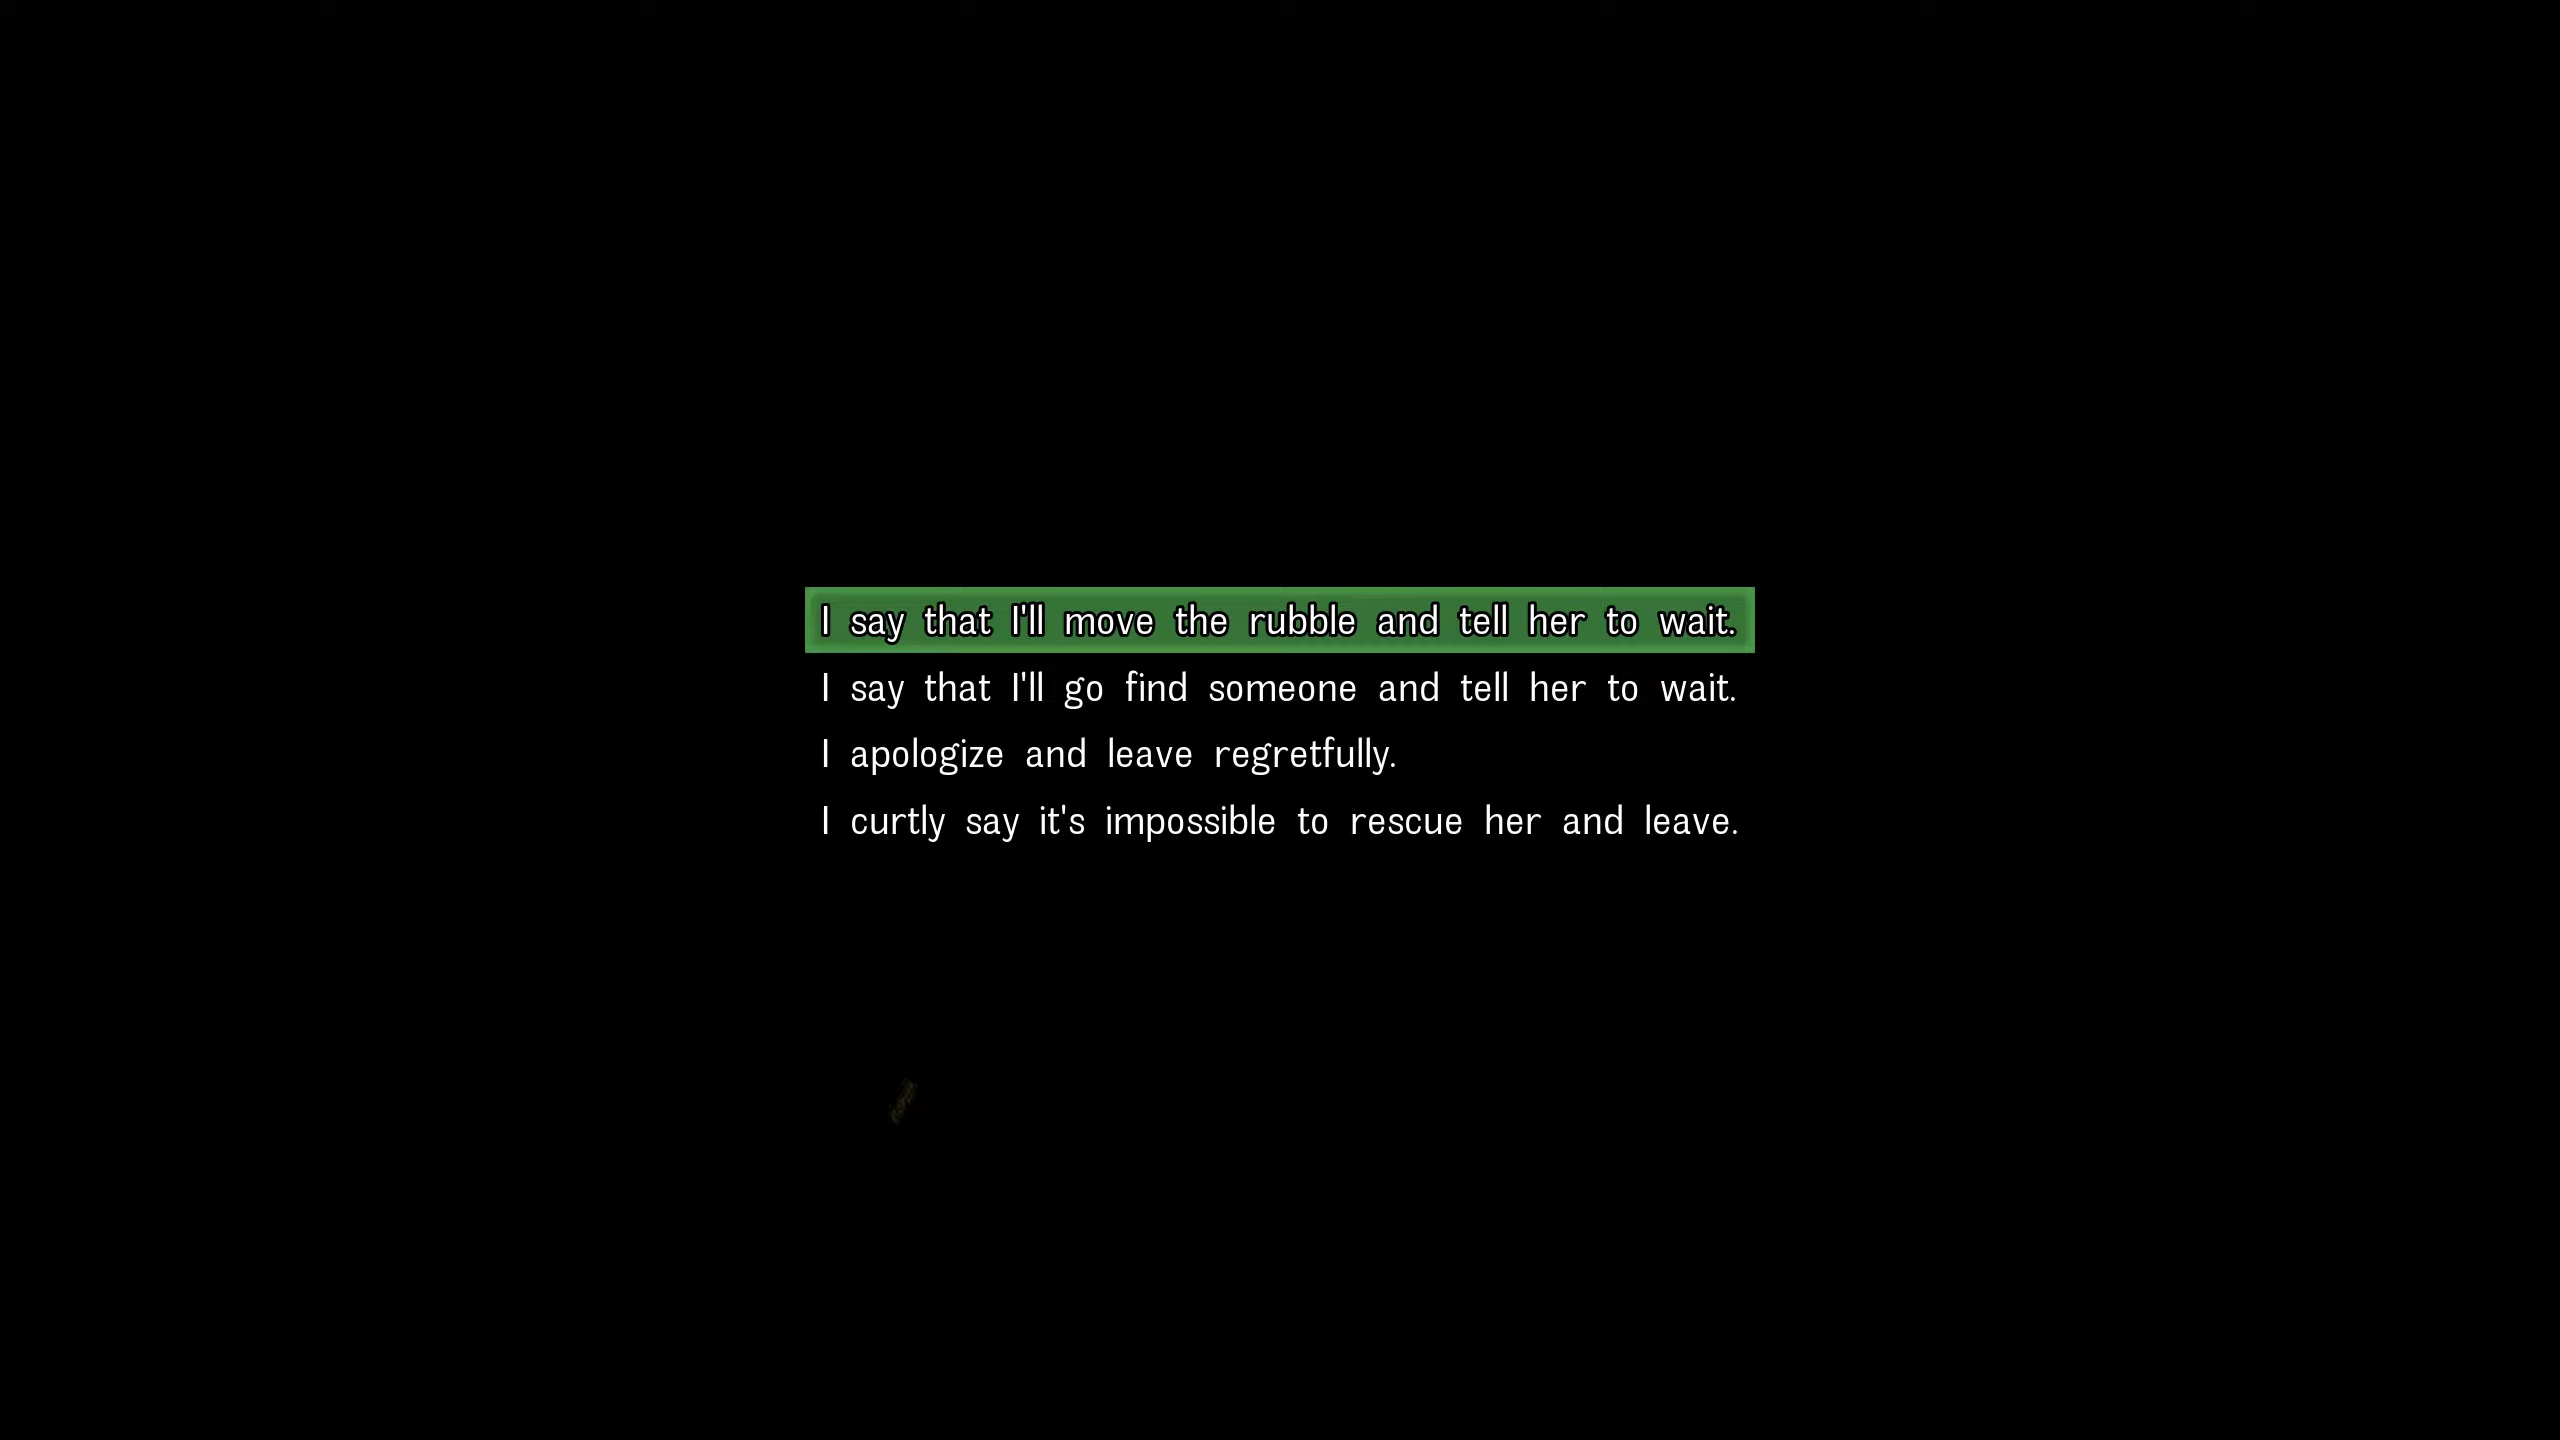 I say that I'll move the rubble and tell her to wait.
I say that I'll go find someone and tell her to wait.
I apologize and leave regretfully.
I curtly say it's impossible to rescue her and leave.